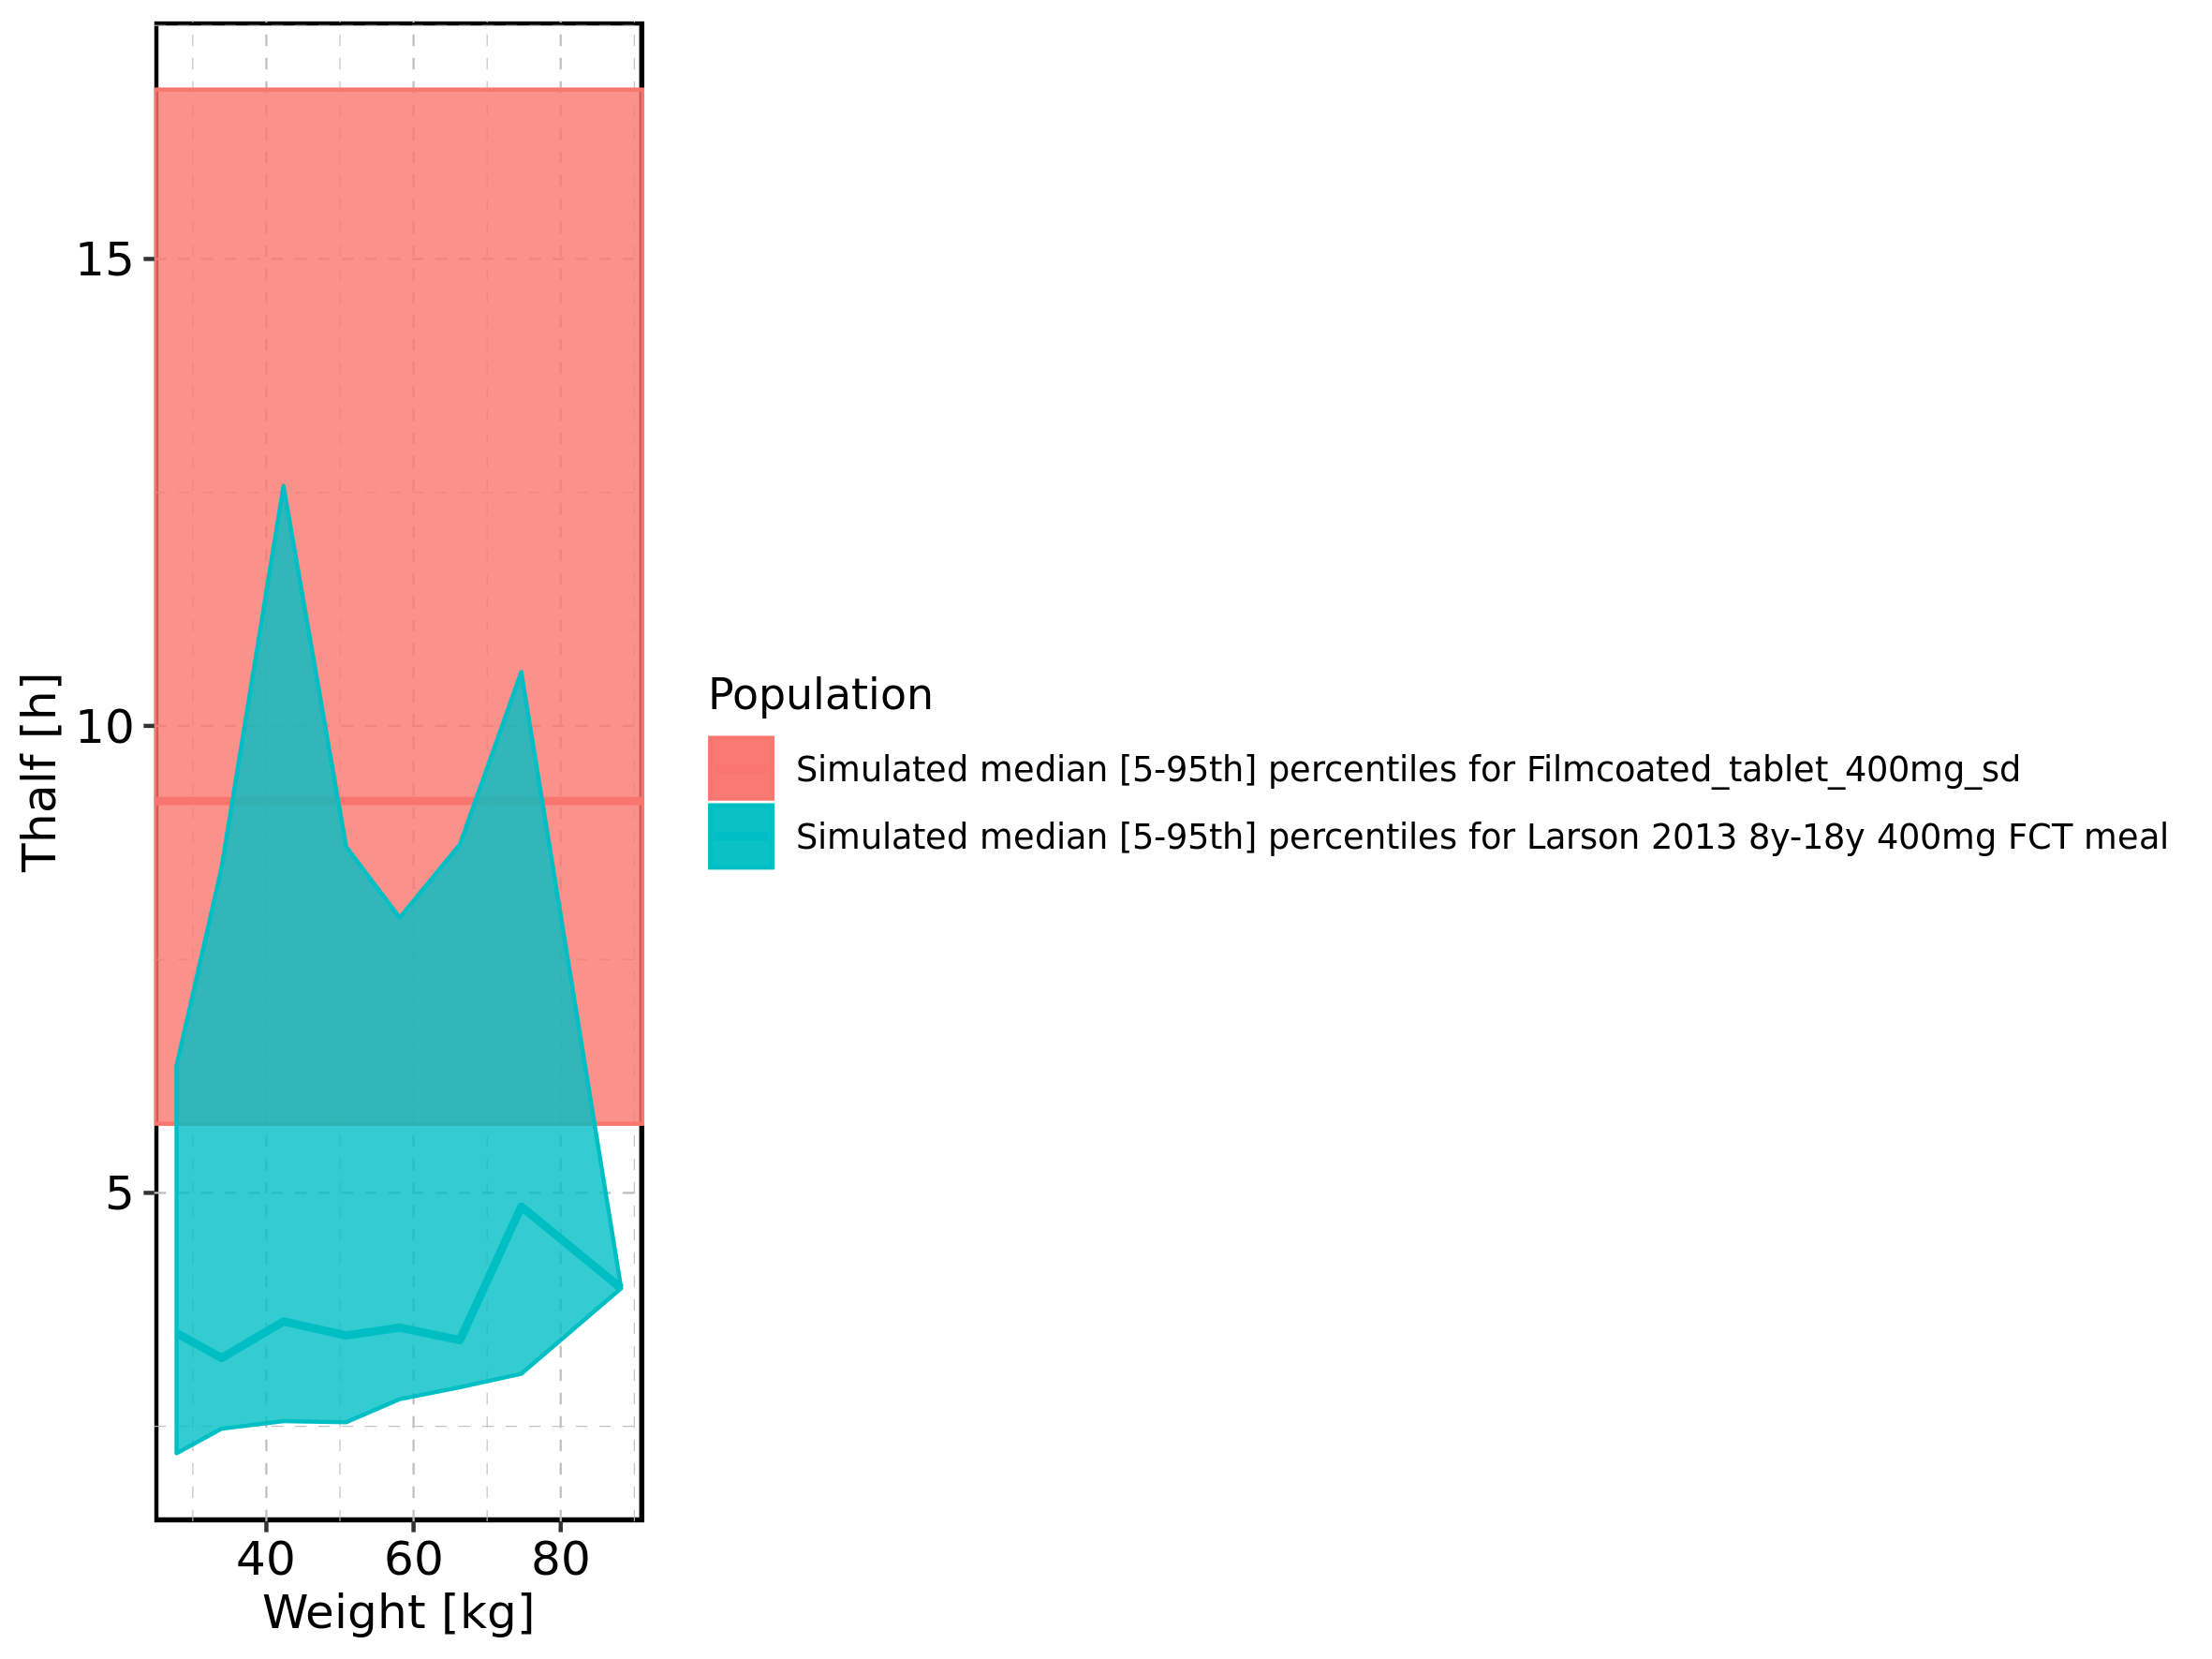 15
10
5
Thalf [h]
40 60 80
Weight [kg]
Population
Simulated median [5-95th] percentiles for Filmcoated_tablet_400mg_sd
Simulated median [5-95th] percentiles for Larson 2013 8y-18y 400mg FCT meal